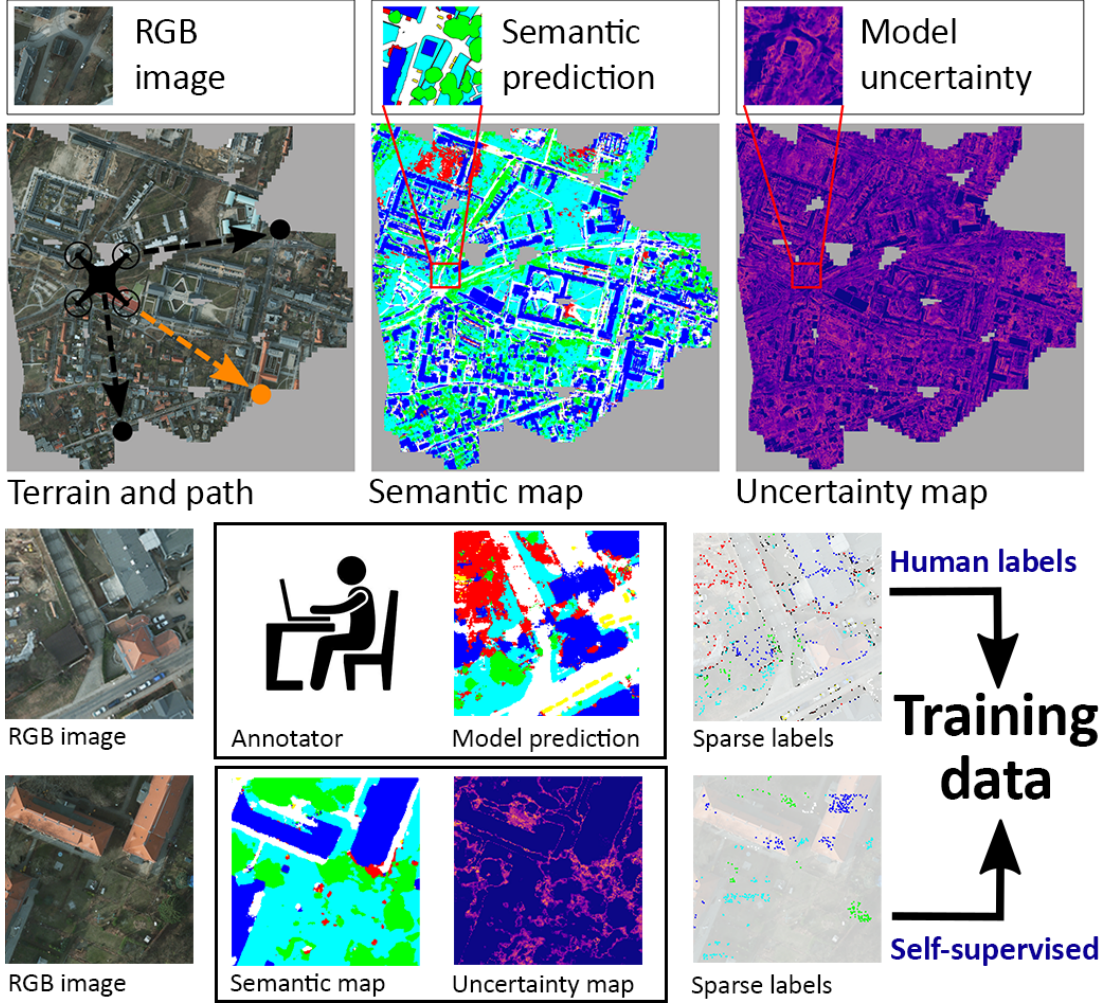 RGB
image
Semantic
prediction
Model
uncertainty
Terrain and path
Semantic map
Uncertainty map
Human labels
Training
data
RGB image
Annotator
Model prediction
Sparse labels
Self-supervised
RGB image
Semantic map
Uncertainty map
Sparse labels